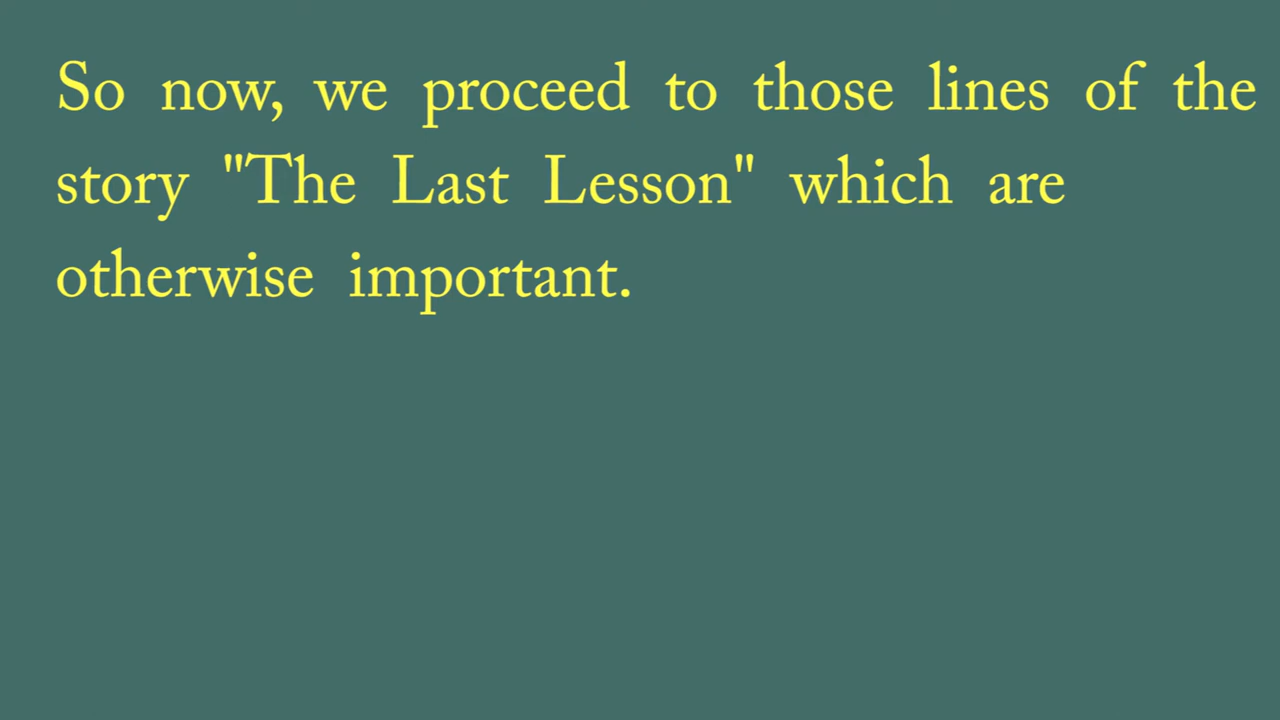 So now, we proceed to those lines of the
story "The Last Lesson" which are
otherwise important.